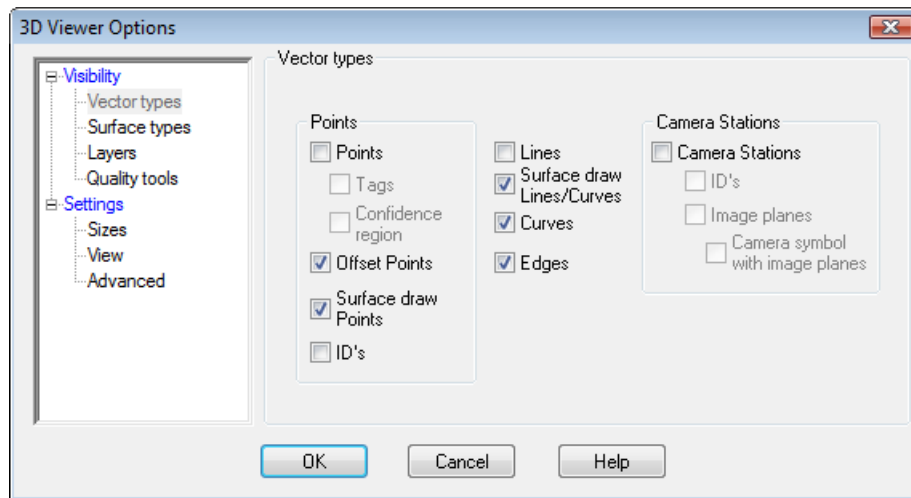 3D Viewer Options
Visibility
Vector types
Surface types
Layers
Quality tools
Settings
Sizes
View
Advanced
Vector types
Points
Points
Tags
Confidence
region
Offset Points
Surface draw
Points
ID's
Lines
Surface draw
Lines/Curves
Curves
Edges
Camera Stations
Camera Stations
ID's
Image planes
Camera symbol
with image planes
OK
Cancel
Help